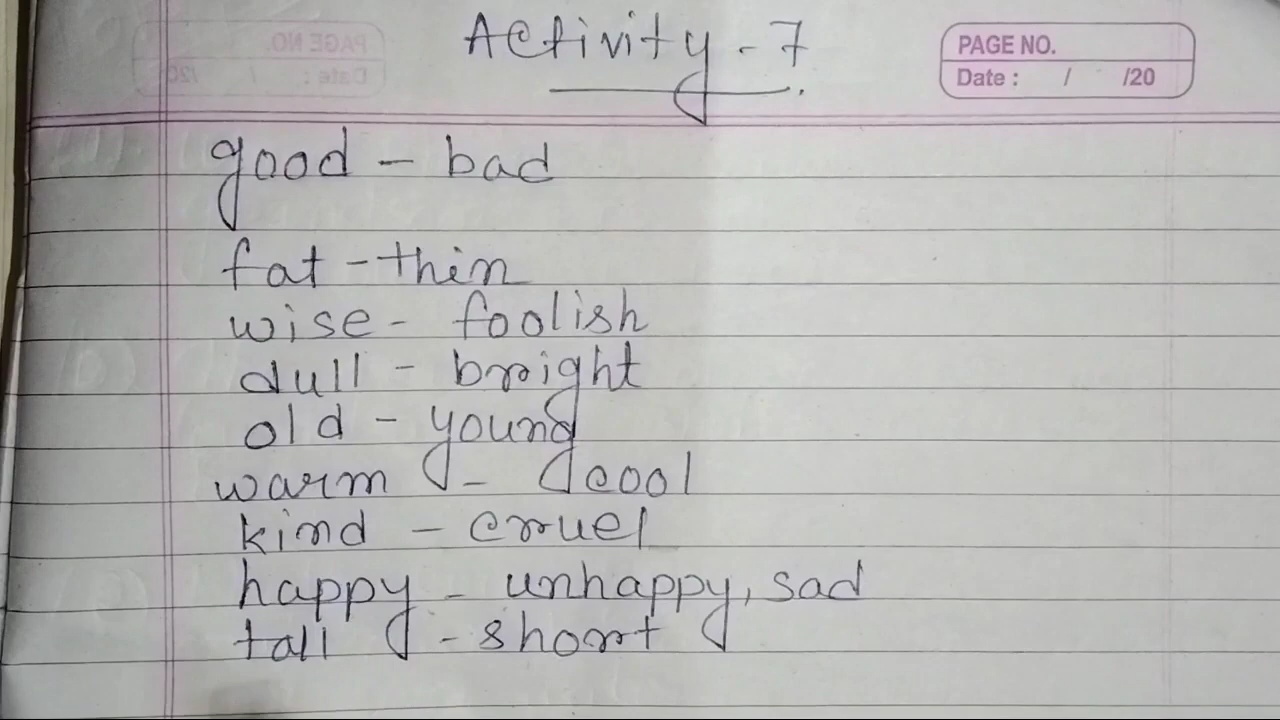 Activity - 7
PAGE NO.
Date : / /20
good - bad
fat - thin
wise - foolish
dull - bright
old - young
warm - cool
kind - cruel
happy - unhappy, sad
tall - short